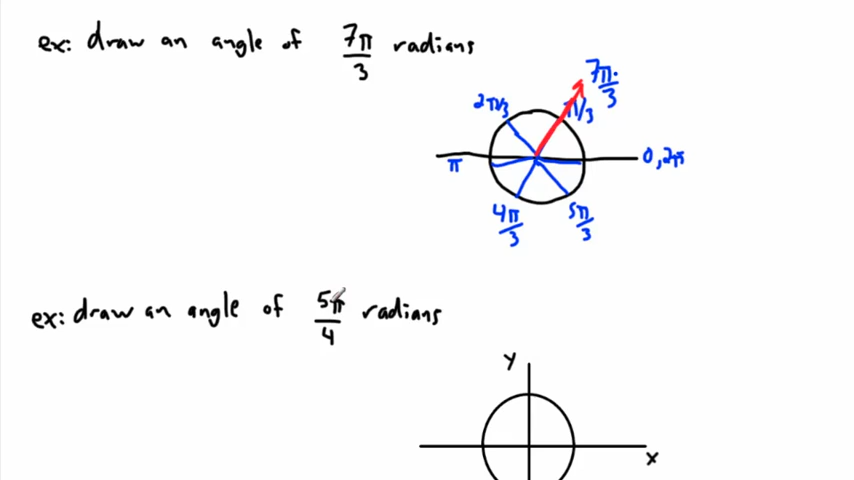 ex: draw an angle of 7π/3 radians
7π/3
2π/3
π/3
π
0, 2π
4π/3
5π/3
ex: draw an angle of 5π/4 radians
y
x